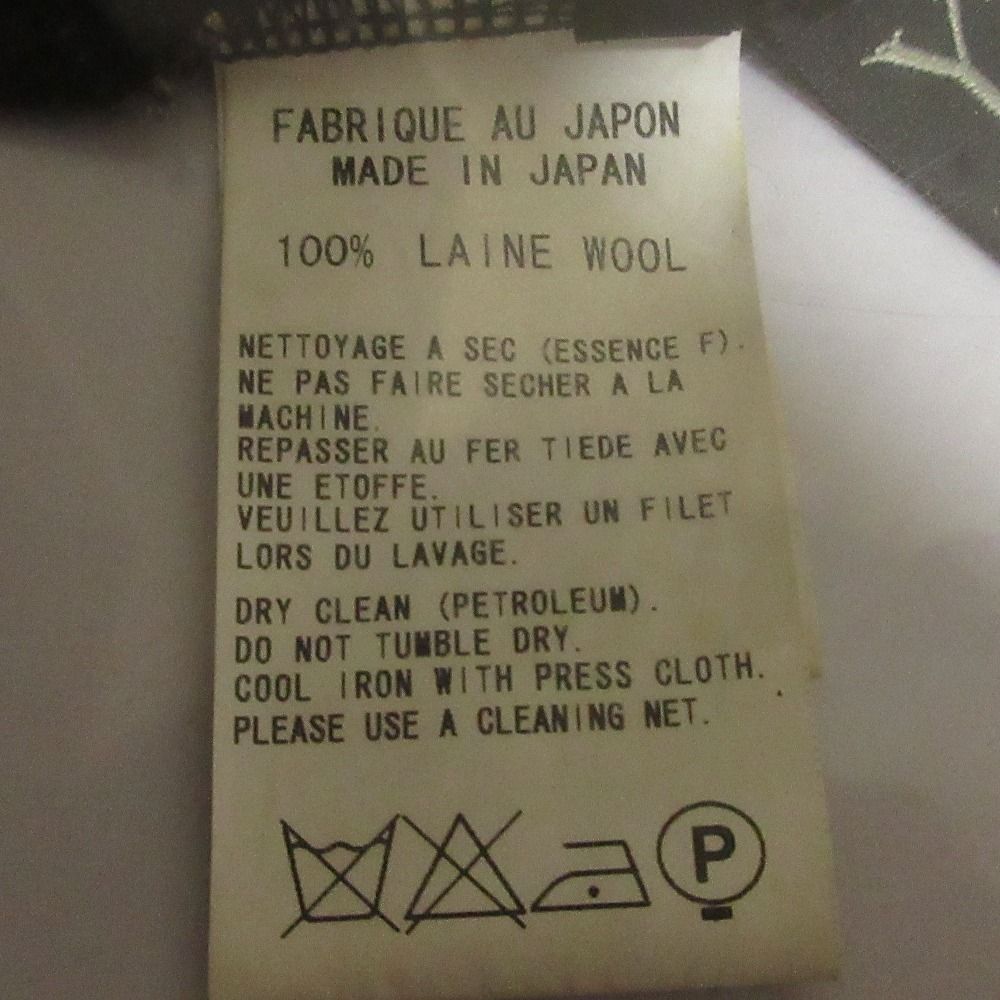 FABRIQUE AU JAPON
MADE IN JAPAN
100% LAINE WOOL
NETTOYAGE A SEC (ESSENCE F).
NE PAS FAIRE SECHER A LA
MACHINE.
REPASSER AU FER TIEDE AVEC
UNE ETOFFE.
VEUILLEZ UTILISER UN FILET
LORS DU LAVAGE.
DRY CLEAN (PETROLEUM).
DO NOT TUMBLE DRY.
COOL IRON WITH PRESS CLOTH.
PLEASE USE A CLEANING NET.
P